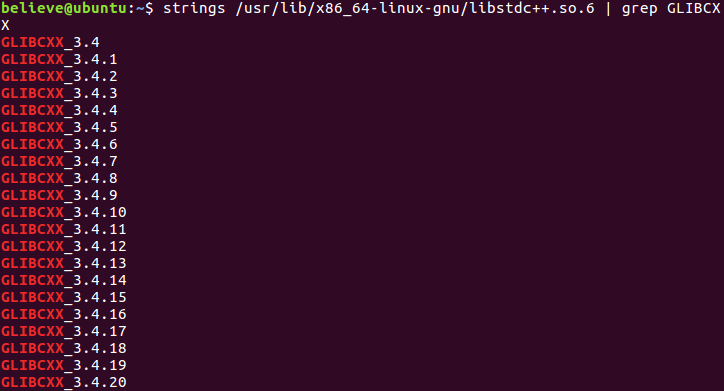 believe@ubuntu:~$ strings /usr/lib/x86_64-linux-gnu/libstdc++.so.6 | grep GLIBCX
X
GLIBCXX_3.4
GLIBCXX_3.4.1
GLIBCXX_3.4.2
GLIBCXX_3.4.3
GLIBCXX_3.4.4
GLIBCXX_3.4.5
GLIBCXX_3.4.6
GLIBCXX_3.4.7
GLIBCXX_3.4.8
GLIBCXX_3.4.9
GLIBCXX_3.4.10
GLIBCXX_3.4.11
GLIBCXX_3.4.12
GLIBCXX_3.4.13
GLIBCXX_3.4.14
GLIBCXX_3.4.15
GLIBCXX_3.4.16
GLIBCXX_3.4.17
GLIBCXX_3.4.18
GLIBCXX_3.4.19
GLIBCXX_3.4.20